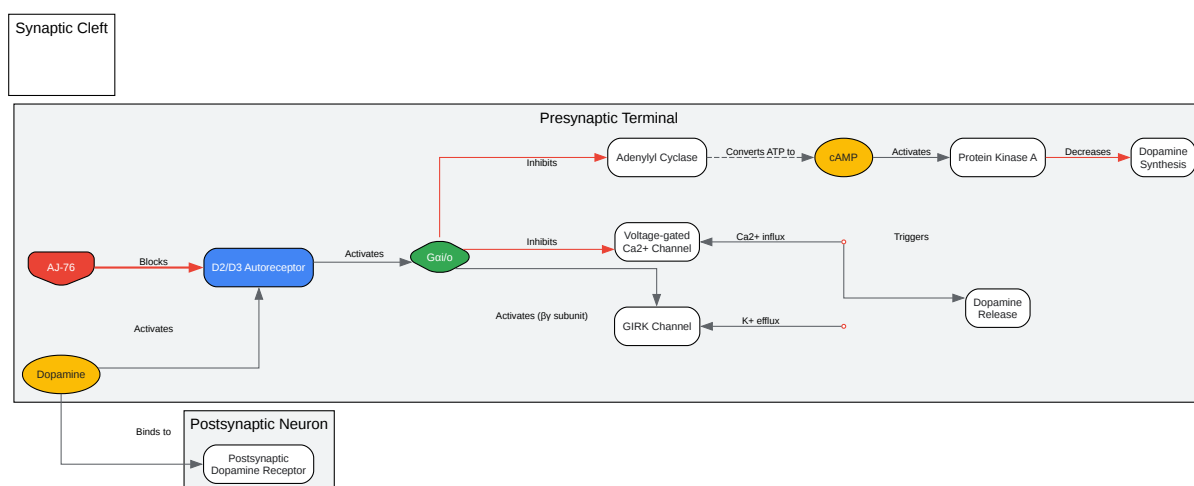 Synaptic Cleft
Presynaptic Terminal
Adenylyl Cyclase
Converts ATP to
cAMP
Activates
Protein Kinase A
Decreases
Dopamine
Synthesis
Inhibits
Voltage-gated
Ca2+ Channel
Ca2+ influx
Triggers
Inhibits
AJ-76
Blocks
D2/D3 Autoreceptor
Activates
Gαi/o
Dopamine
Release
Activates (βγ subunit)
GIRK Channel
K+ efflux
Activates
Dopamine
Postsynaptic Neuron
Binds to
Postsynaptic
Dopamine Receptor